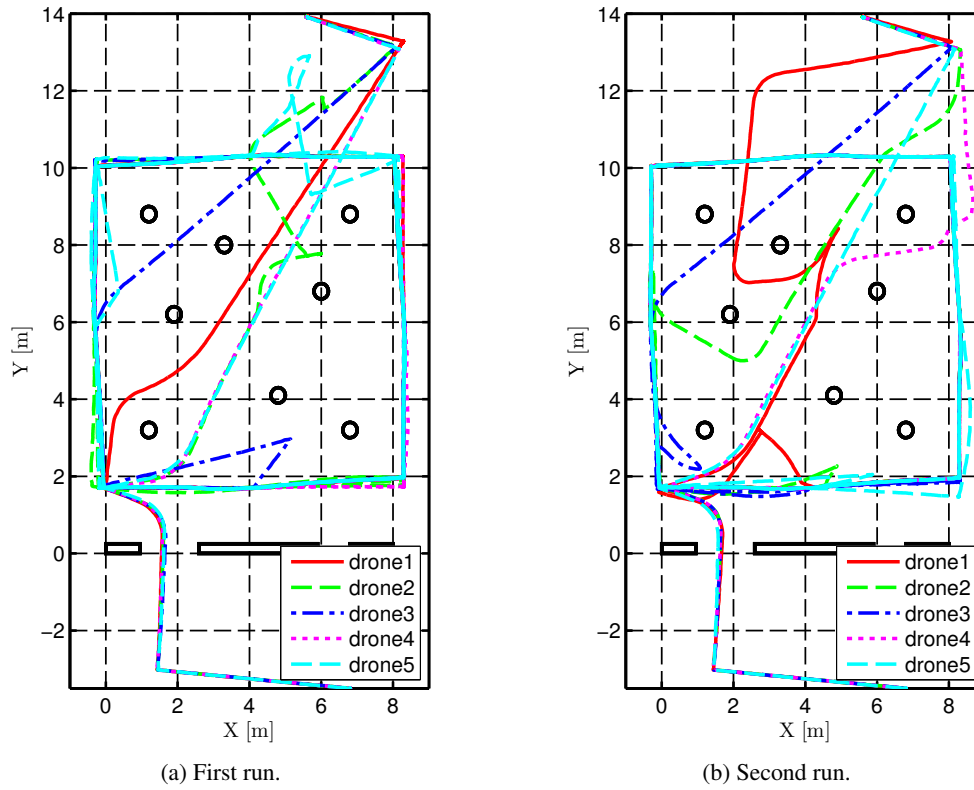 14
12
10
8
6
4
2
0
−2
Y [m]
0 2 4 6 8
X [m]
drone1
drone2
drone3
drone4
drone5
(a) First run.
14
12
10
8
6
4
2
0
−2
Y [m]
0 2 4 6 8
X [m]
drone1
drone2
drone3
drone4
drone5
(b) Second run.